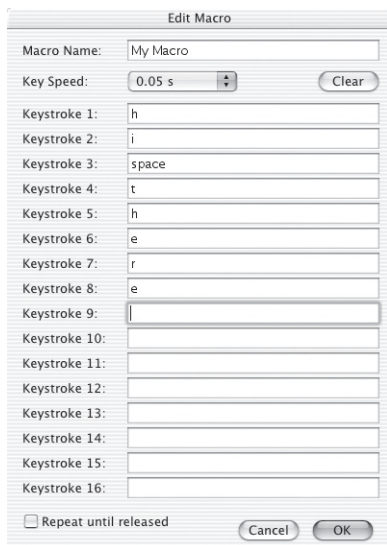 Edit Macro
Macro Name: My Macro
Key Speed: 0.05 s Clear
Keystroke 1: h
Keystroke 2: i
Keystroke 3: space
Keystroke 4: t
Keystroke 5: h
Keystroke 6: e
Keystroke 7: r
Keystroke 8: e
Keystroke 9:
Keystroke 10:
Keystroke 11:
Keystroke 12:
Keystroke 13:
Keystroke 14:
Keystroke 15:
Keystroke 16:
Repeat until released
Cancel OK